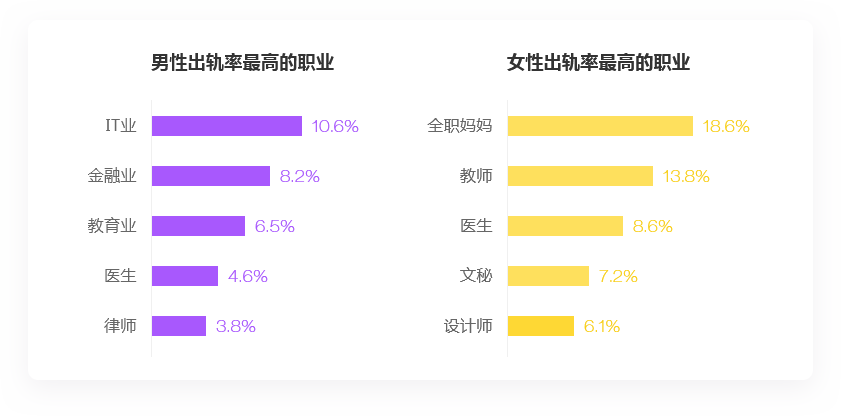 男性出轨率最高的职业
IT业 10.6%
金融业 8.2%
教育业 6.5%
医生 4.6%
律师 3.8%
女性出轨率最高的职业
全职妈妈 18.6%
教师 13.8%
医生 8.6%
文秘 7.2%
设计师 6.1%